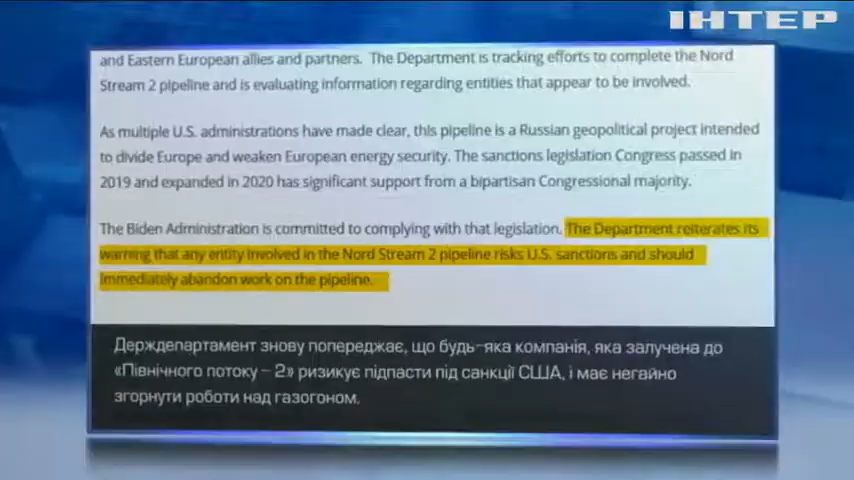 ІНТЕР
and Eastern European allies and partners. The Department is tracking efforts to complete the Nord
Stream 2 pipeline and is evaluating information regarding entities that appear to be involved.
As multiple U.S. administrations have made clear, this pipeline is a Russian geopolitical project intended
to divide Europe and weaken European energy security. The sanctions legislation Congress passed in
2019 and expanded in 2020 has significant support from a bipartisan Congressional majority.
The Biden Administration is committed to complying with that legislation. The Department reiterates its
warning that any entity involved in the Nord Stream 2 pipeline risks U.S. sanctions and should
immediately abandon work on the pipeline.
Держдепартамент знову попереджає, що будь-яка компанія, яка залучена до
«Північного потоку – 2» ризикує підпасти під санкції США, і має негайно
згорнути роботи над газогоном.